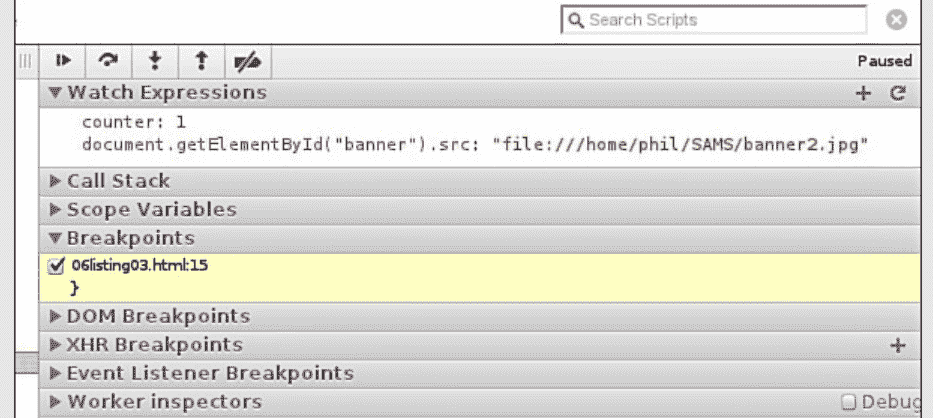 Search Scripts
Paused
Watch Expressions
counter: 1
document.getElementById("banner").src: "file:///home/phil/SAMS/banner2.jpg"
Call Stack
Scope Variables
Breakpoints
06listing03.html:15
}
DOM Breakpoints
XHR Breakpoints
Event Listener Breakpoints
Worker inspectors Debug